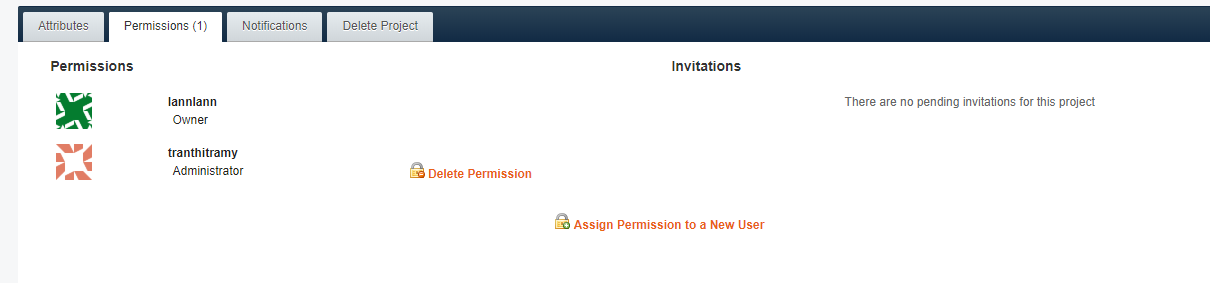 Attributes
Permissions (1)
Notifications
Delete Project
Permissions
Invitations
lannlann
Owner
There are no pending invitations for this project
tranthitramy
Administrator
Delete Permission
Assign Permission to a New User